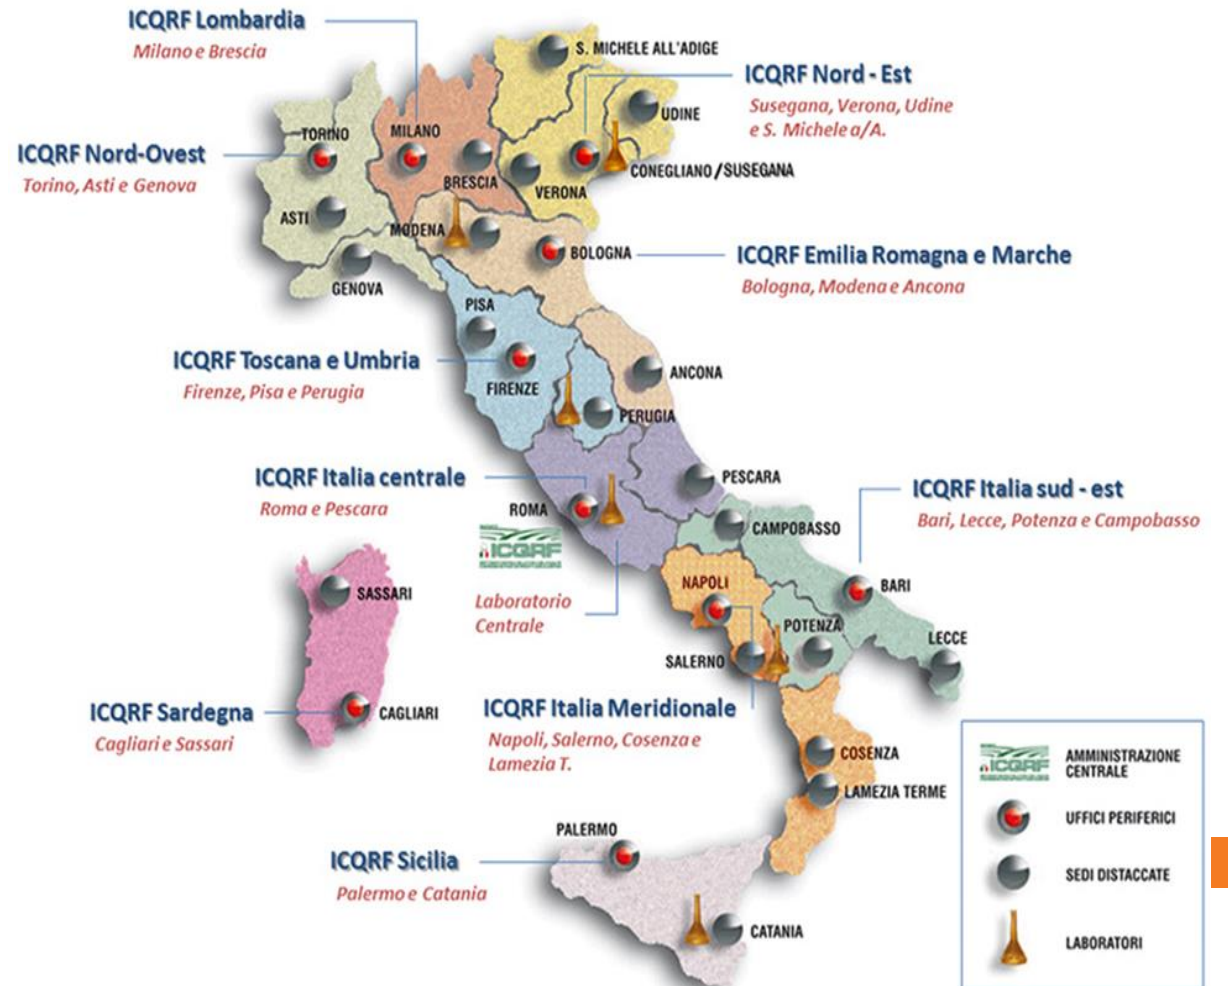 ICQRF Lombardia
Milano e Brescia
S. MICHELE ALL'ADIGE
ICQRF Nord - Est
Susegana, Verona, Udine
e S. Michele a/A.
UDINE
TORINO
MILANO
ICQRF Nord-Ovest
Torino, Asti e Genova
BRESCIA
VERONA
CONEGLIANO/SUSEGANA
ASTI
MODENA
BOLOGNA
ICQRF Emilia Romagna e Marche
Bologna, Modena e Ancona
GENOVA
PISA
ICQRF Toscana e Umbria
Firenze, Pisa e Perugia
FIRENZE
ANCONA
PERUGIA
ICQRF Italia centrale
Roma e Pescara
PESCARA
ROMA
CAMPOBASSO
ICQRF Italia sud - est
Bari, Lecce, Potenza e Campobasso
ICQRF
SASSARI
NAPOLI
BARI
Laboratorio
Centrale
POTENZA
LECCE
SALERNO
ICQRF Sardegna
Cagliari e Sassari
CAGLIARI
ICQRF Italia Meridionale
Napoli, Salerno, Cosenza e
Lamezia T.
COSENZA
LAMEZIA TERME
PALERMO
ICQRF Sicilia
Palermo e Catania
CATANIA
ICQRF
AMMINISTRAZIONE
CENTRALE
UFFICI PERIFERICI
SEDI DISTACCATE
LABORATORI